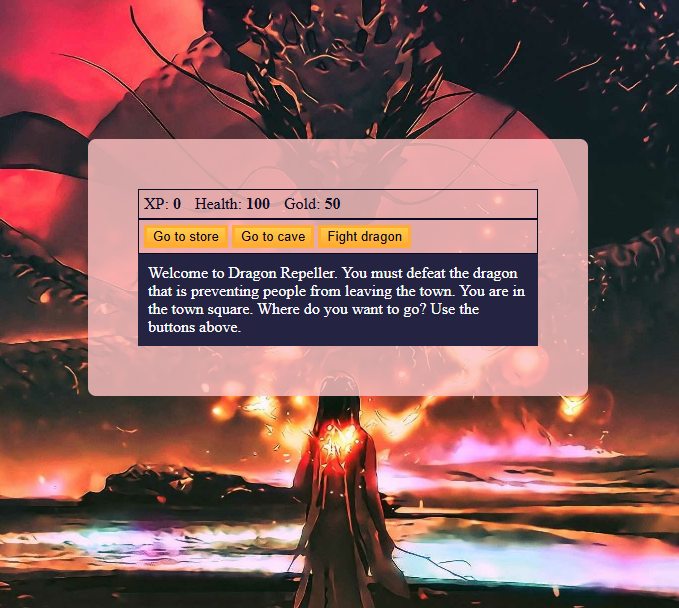 XP: 0 Health: 100 Gold: 50
Go to store Go to cave Fight dragon
Welcome to Dragon Repeller. You must defeat the dragon
that is preventing people from leaving the town. You are in
the town square. Where do you want to go? Use the
buttons above.